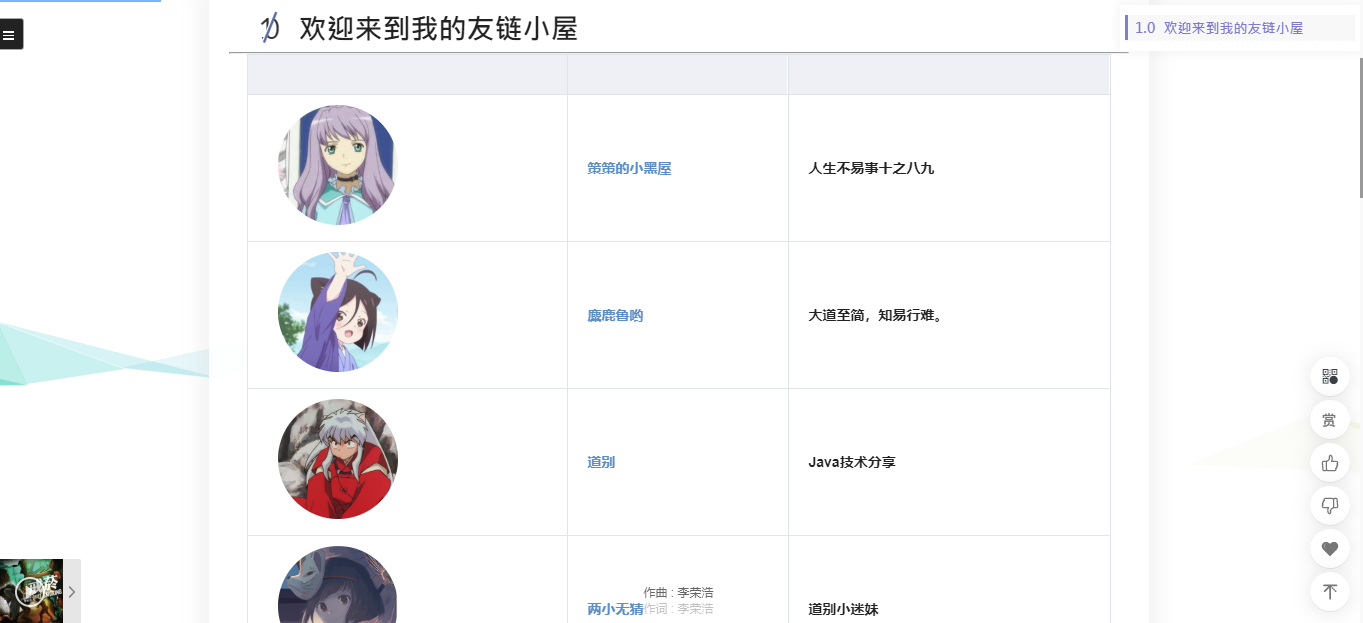 1.0 欢迎来到我的友链小屋
1.0 欢迎来到我的友链小屋
策策的小黑屋
人生不易事十之八九
麋鹿鲁哟
大道至简，知易行难。
道别
Java技术分享
作曲 : 李荣浩
两小无猜
作词 : 李荣浩
道别小迷妹
赏